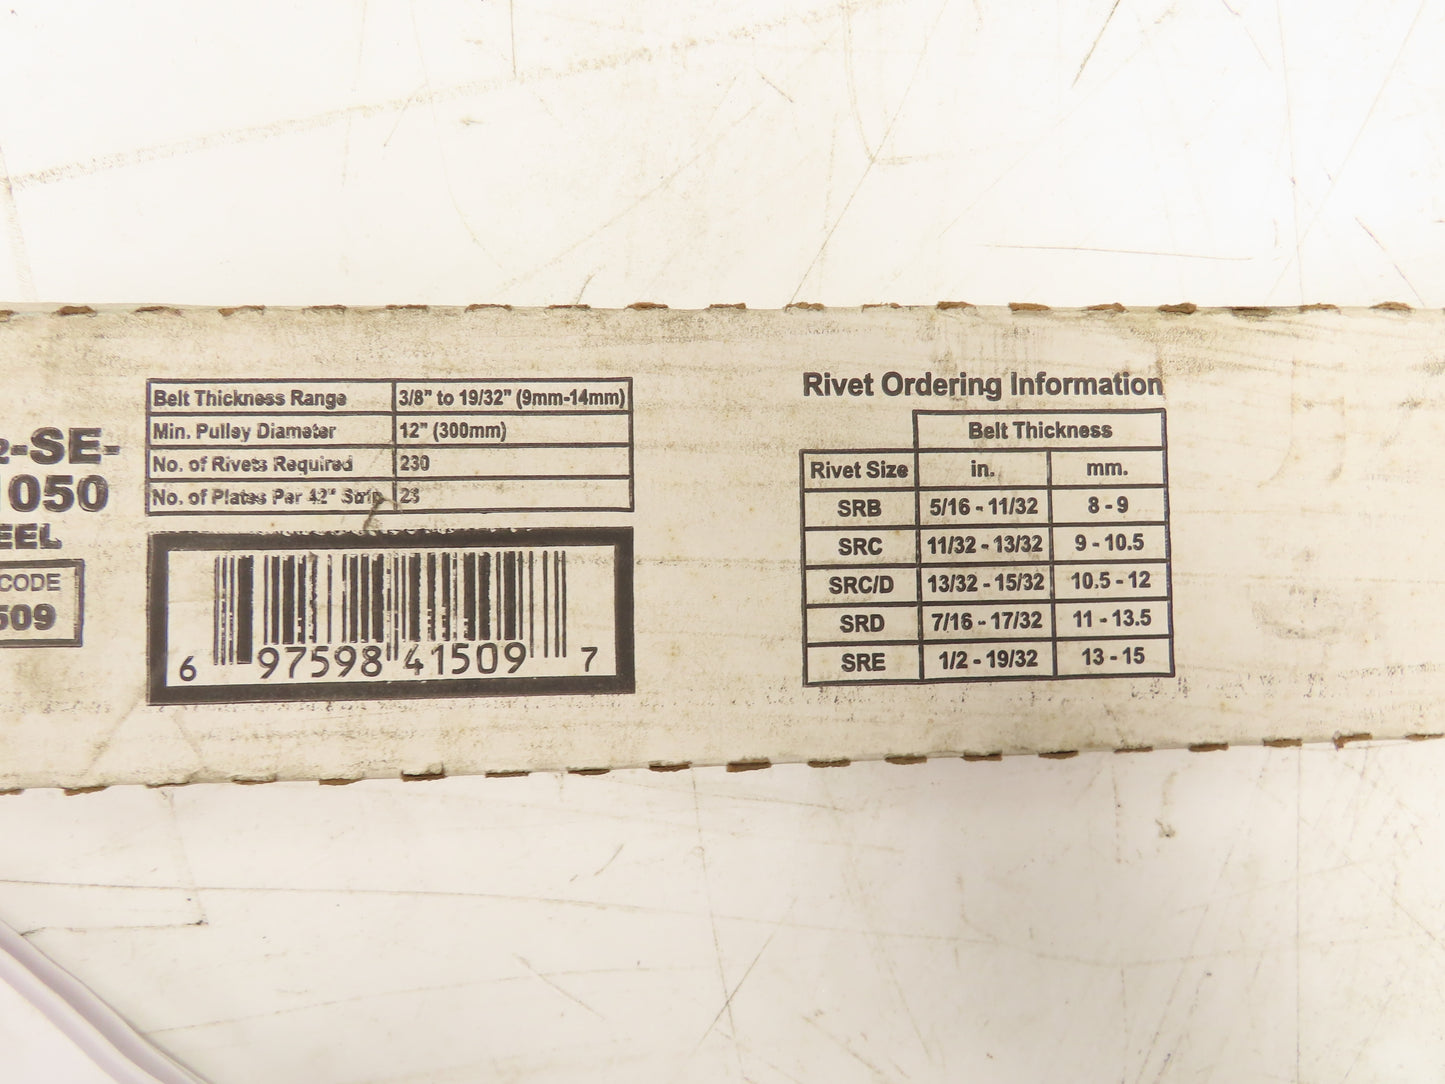 -SE-
1050
EEL
CODE
509
Belt Thickness Range 3/8" to 19/32" (9mm-14mm)
Min. Pulley Diameter 12" (300mm)
No. of Rivets Required 230
No. of Plates Per 42" Strip 23
6 97598 41509 7
Rivet Ordering Information
Belt Thickness
Rivet Size in. mm.
SRB 5/16 - 11/32 8 - 9
SRC 11/32 - 13/32 9 - 10.5
SRC/D 13/32 - 15/32 10.5 - 12
SRD 7/16 - 17/32 11 - 13.5
SRE 1/2 - 19/32 13 - 15